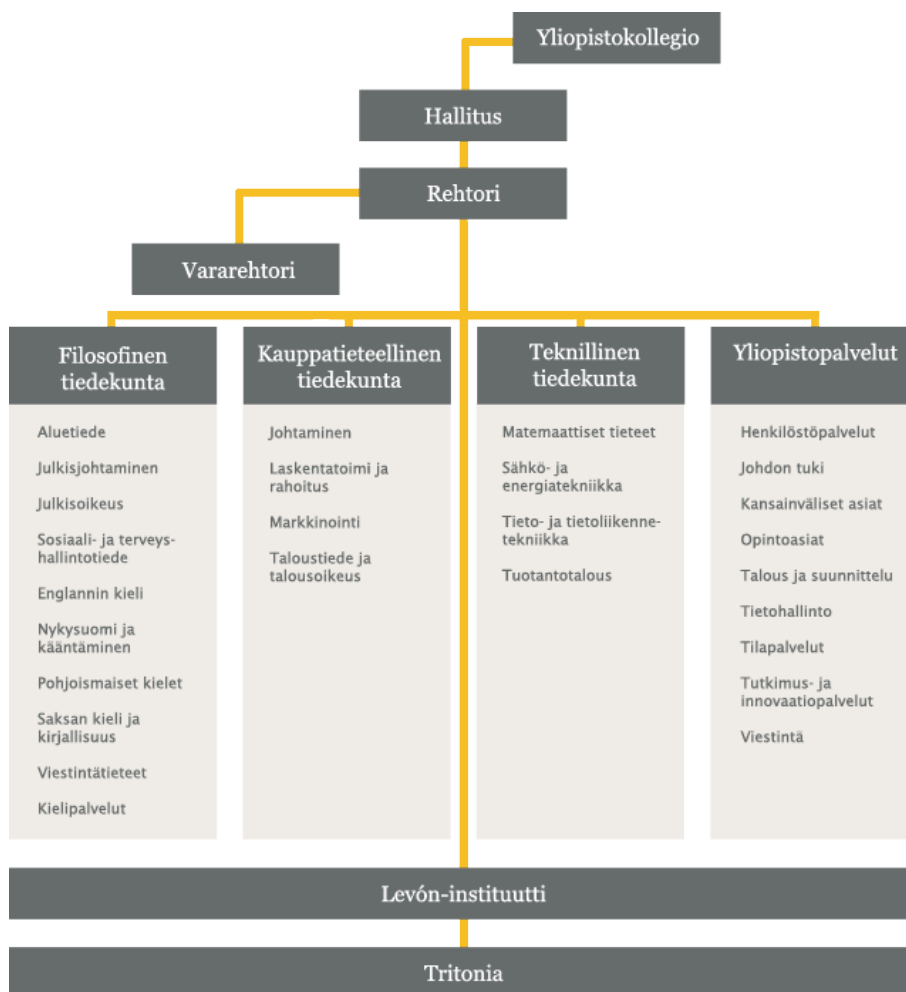 Yliopistokollegio
Hallitus
Rehtori
Vararehtori
Filosofinen
tiedekunta
Aluetiede
Julkisjohtaminen
Julkisoikeus
Sosiaali- ja terveys-
hallintotiede
Englannin kieli
Nykysuomi ja
kääntäminen
Pohjoismaiset kielet
Saksan kieli ja
kirjallisuus
Viestintätieteet
Kielipalvelut
Kauppatieteellinen
tiedekunta
Johtaminen
Laskentatoimi ja
rahoitus
Markkinointi
Taloustiede ja
talousoikeus
Teknillinen
tiedekunta
Matemaattiset tieteet
Sähkö- ja
energiatekniikka
Tieto- ja tietoliikenne-
tekniikka
Tuotantotalous
Yliopistopalvelut
Henkilöstöpalvelut
Johdon tuki
Kansainväliset asiat
Opintoasiat
Talous ja suunnittelu
Tietohallinto
Tilapalvelut
Tutkimus- ja
innovaatiopalvelut
Viestintä
Levón-instituutti
Tritonia